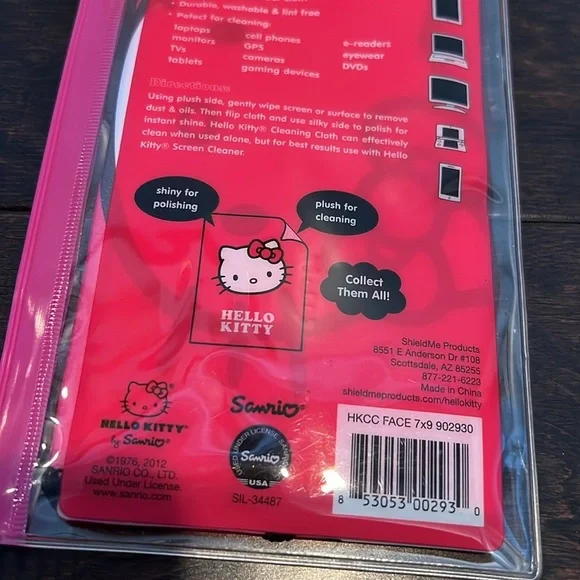 • Durable, washable & lint free
• Pefect for cleaning:
laptops cell phones e-readers
monitors GPS eyewear
TVs cameras DVDs
tablets gaming devices
Directions:
Using plush side, gently wipe screen or surface to remove
dust & oils. Then flip cloth and use silky side to polish for
instant shine. Hello Kitty® Cleaning Cloth can effectively
clean when used alone, but for best results use with Hello
Kitty® Screen Cleaner.
shiny for
polishing
plush for
cleaning
HELLO
KITTY
Collect
Them All!
ShieldMe Products
8551 E Anderson Dr #108
Scottsdale, AZ 85255
877-221-6223
Made in China
shieldmeproducts.com/hellokitty
HELLO KITTY
by Sanrio
©1976, 2012
SANRIO CO., LTD.
Used Under License.
www.sanrio.com
Sanrio
USED UNDER LICENSE
Sanrio
USA
SIL-34487
HKCC FACE 7x9 902930
8 53053 00293 0